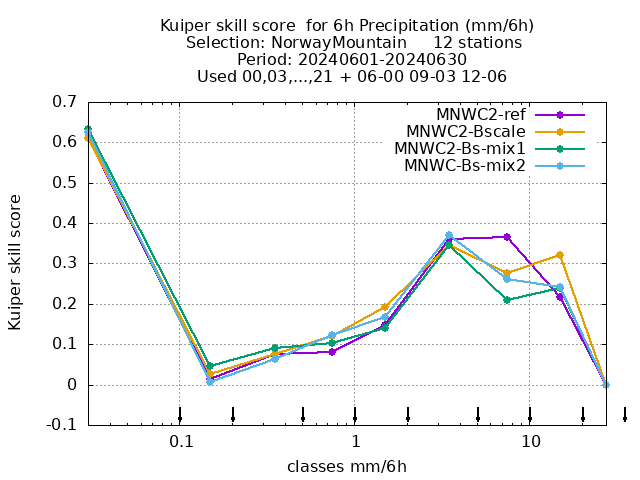 Kuiper skill score  for 6h Precipitation (mm/6h)
Selection: NorwayMountain     12 stations
Period: 20240601-20240630
Used 00,03,...,21 + 06-00 09-03 12-06
MNWC2-ref
MNWC2-Bscale
MNWC2-Bs-mix1
MNWC-Bs-mix2
Kuiper skill score
0.7
0.6
0.5
0.4
0.3
0.2
0.1
0
-0.1
0.1
1
10
classes mm/6h